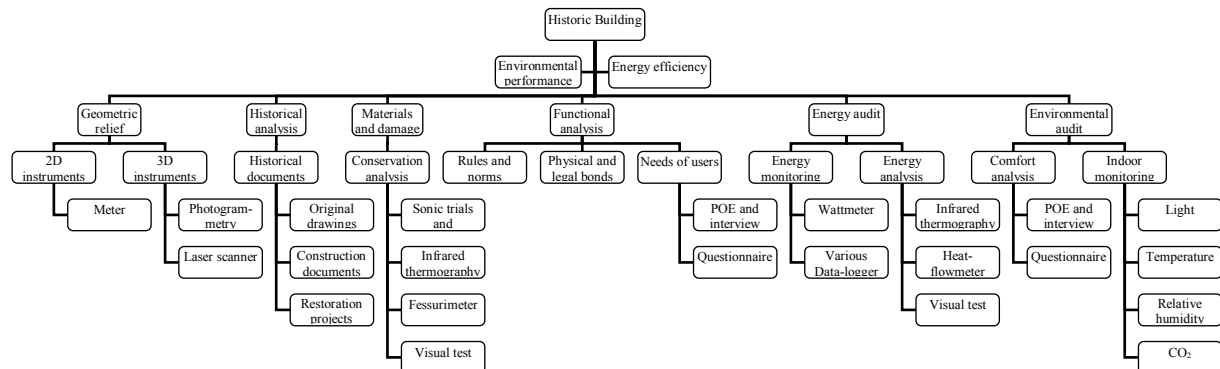 Historic Building
Environmental
performance
Energy efficiency
Geometric
relief
Historical
analysis
Materials
and damage
Functional
analysis
Energy audit
Environmental
audit
2D
instruments
3D
instruments
Historical
documents
Conservation
analysis
Rules and
norms
Physical and
legal bonds
Needs of users
Energy
monitoring
Energy
analysis
Comfort
analysis
Indoor
monitoring
Meter
Photogram-
metry
Original
drawings
Sonic trials
and
POE and
interview
Wattmeter
Infrared
thermography
POE and
interview
Light
Laser scanner
Construction
documents
Infrared
thermography
Questionnaire
Various
Data-logger
Heat-
flowmeter
Questionnaire
Temperature
Restoration
projects
Fessurimeter
Visual test
Relative
humidity
Visual test
CO₂